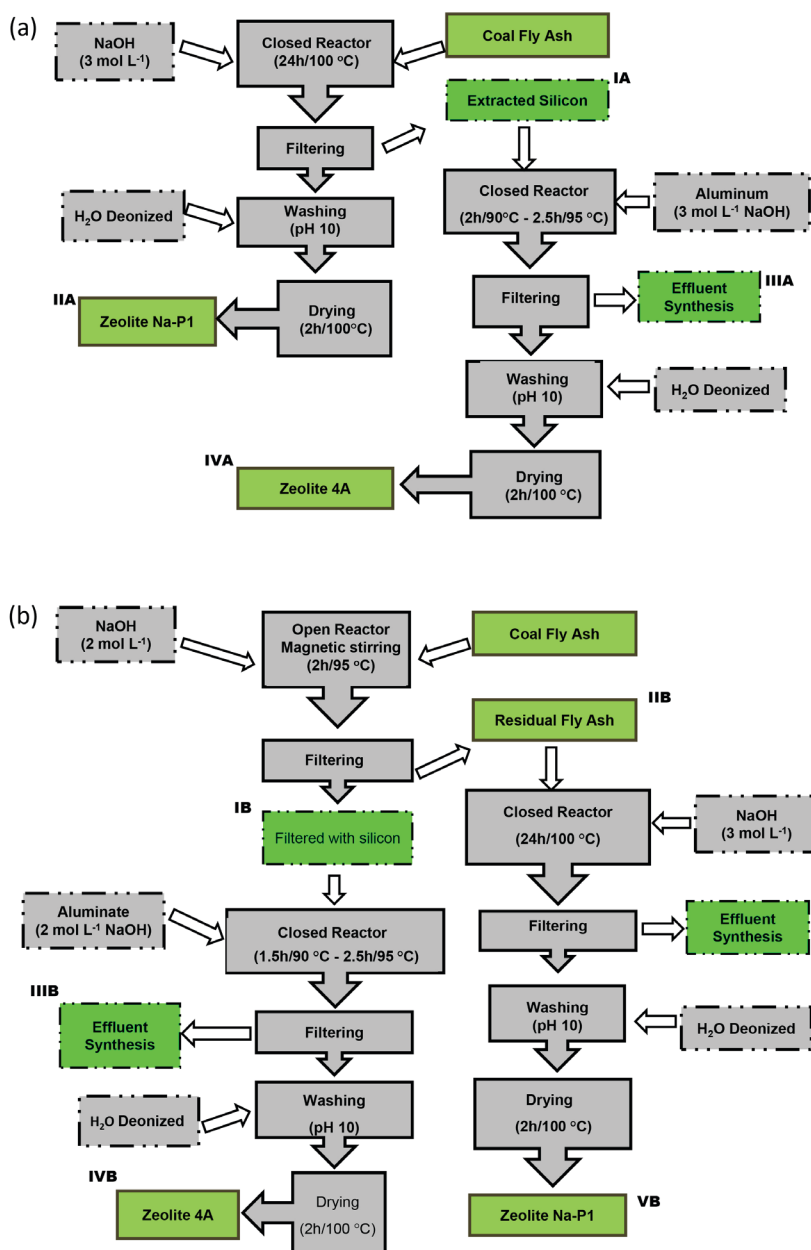 (a)
NaOH
(3 mol L-1)
Closed Reactor
(24h/100 °C)
Coal Fly Ash
IA
Extracted Silicon
Filtering
H2O Deonized
Washing
(pH 10)
Closed Reactor
(2h/90°C - 2.5h/95 °C)
Aluminum
(3 mol L-1 NaOH)
IIA
Zeolite Na-P1
Drying
(2h/100°C)
Filtering
IIIA
Effluent
Synthesis
Washing
(pH 10)
H2O Deonized
IVA
Zeolite 4A
Drying
(2h/100 °C)
(b)
NaOH
(2 mol L-1)
Open Reactor
Magnetic stirring
(2h/95 °C)
Coal Fly Ash
IIB
Residual Fly Ash
Filtering
IB
Filtered with silicon
Closed Reactor
(24h/100 °C)
NaOH
(3 mol L-1)
Aluminate
(2 mol L-1 NaOH)
Closed Reactor
(1.5h/90 °C - 2.5h/95 °C)
Filtering
Effluent
Synthesis
IIIB
Effluent
Synthesis
Filtering
Washing
(pH 10)
H2O Deonized
H2O Deonized
Washing
(pH 10)
Drying
(2h/100 °C)
IVB
Zeolite 4A
Drying
(2h/100 °C)
VB
Zeolite Na-P1